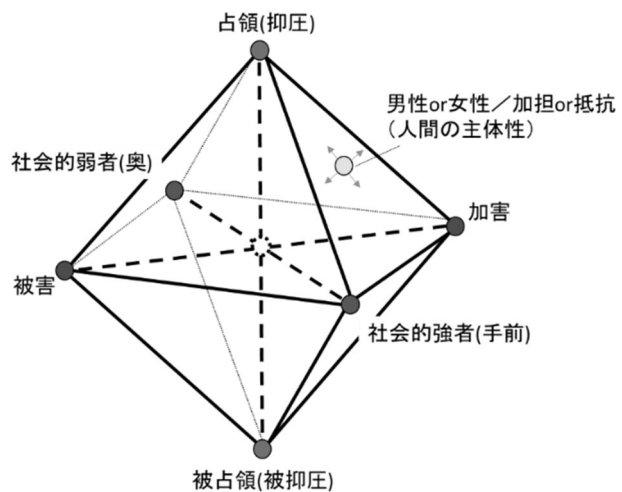 占領(抑圧)
男性or女性／加担or抵抗
（人間の主体性）
社会的弱者(奥)
加害
被害
社会的強者(手前)
被占領(被抑圧)